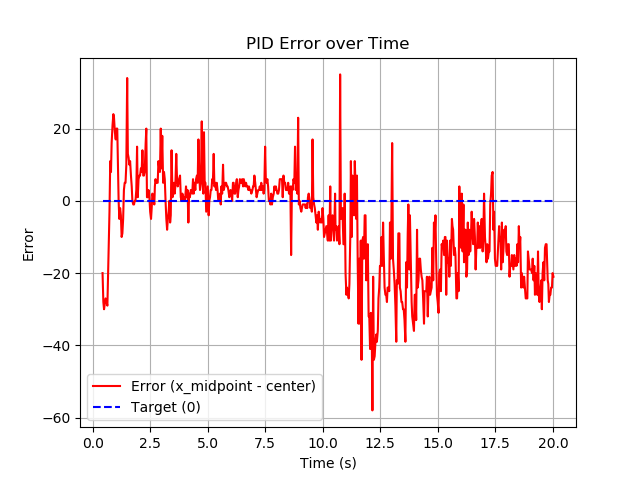 PID Error over Time
Error
20
0
−20
−40
−60
Error (x_midpoint - center)
Target (0)
0.0 2.5 5.0 7.5 10.0 12.5 15.0 17.5 20.0
Time (s)